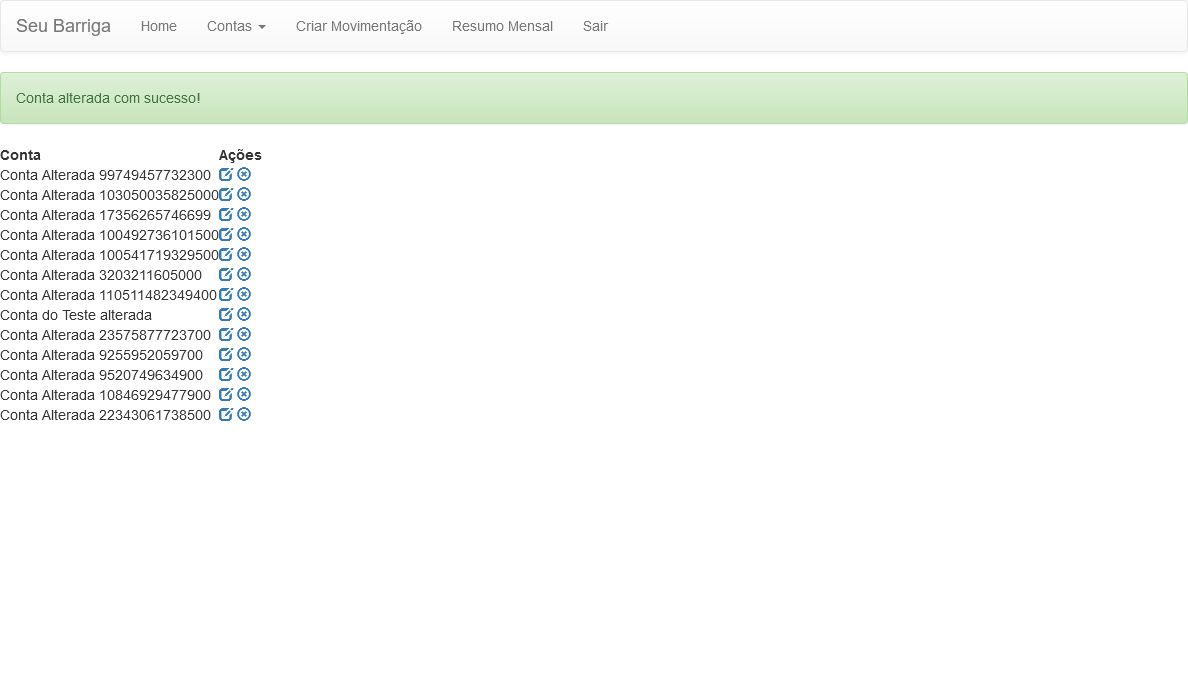 Seu Barriga Home Contas Criar Movimentação Resumo Mensal Sair
Conta alterada com sucesso!
Conta Ações
Conta Alterada 99749457732300
Conta Alterada 103050035825000
Conta Alterada 17356265746699
Conta Alterada 100492736101500
Conta Alterada 100541719329500
Conta Alterada 3203211605000
Conta Alterada 110511482349400
Conta do Teste alterada
Conta Alterada 23575877723700
Conta Alterada 9255952059700
Conta Alterada 9520749634900
Conta Alterada 10846929477900
Conta Alterada 22343061738500